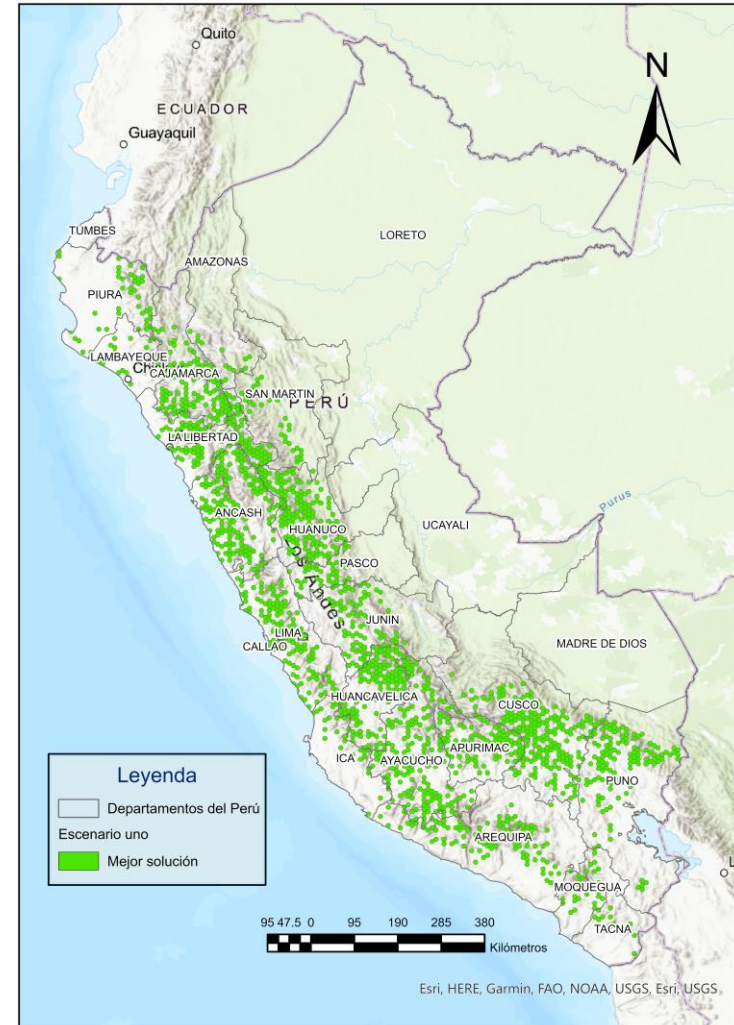 Quito
ECUADOR
Guayaquil
N
TUMBES
LORETO
AMAZONAS
PIURA
LAMBAYEQUE
CAJAMARCA
SAN MARTIN
PERÚ
LA LIBERTAD
ANCASH
HUANUCO
UCAYALI
Purus
Los Andes
PASCO
JUNIN
LIMA
CALLAO
MADRE DE DIOS
HUANCAVELICA
CUSCO
ICA
AYACUCHO
APURIMAC
PUNO
AREQUIPA
MOQUEGUA
TACNA
Leyenda
Departamentos del Perú
Escenario uno
Mejor solución
95 47.5 0 95 190 285 380
Kilómetros
Esri, HERE, Garmin, FAO, NOAA, USGS, Esri, USGS